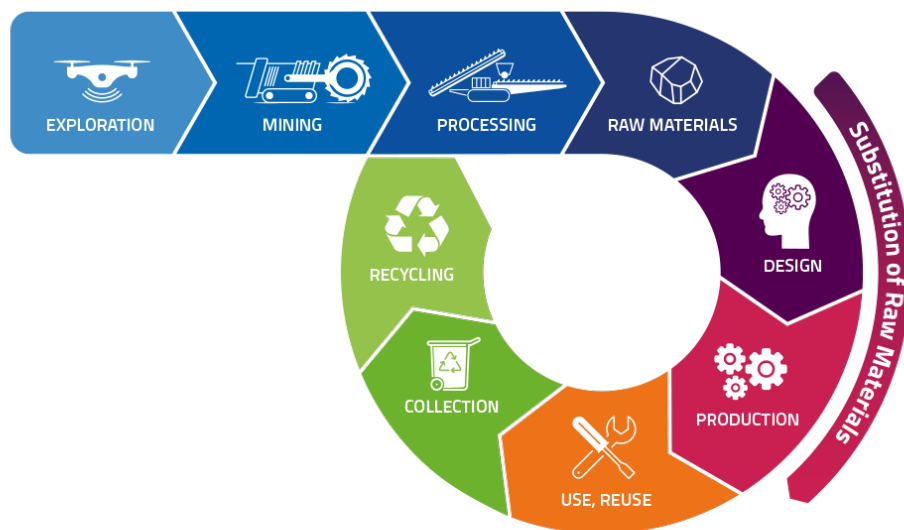 EXPLORATION
MINING
PROCESSING
RAW MATERIALS
DESIGN
Substitution of Raw Materials
PRODUCTION
USE, REUSE
COLLECTION
RECYCLING